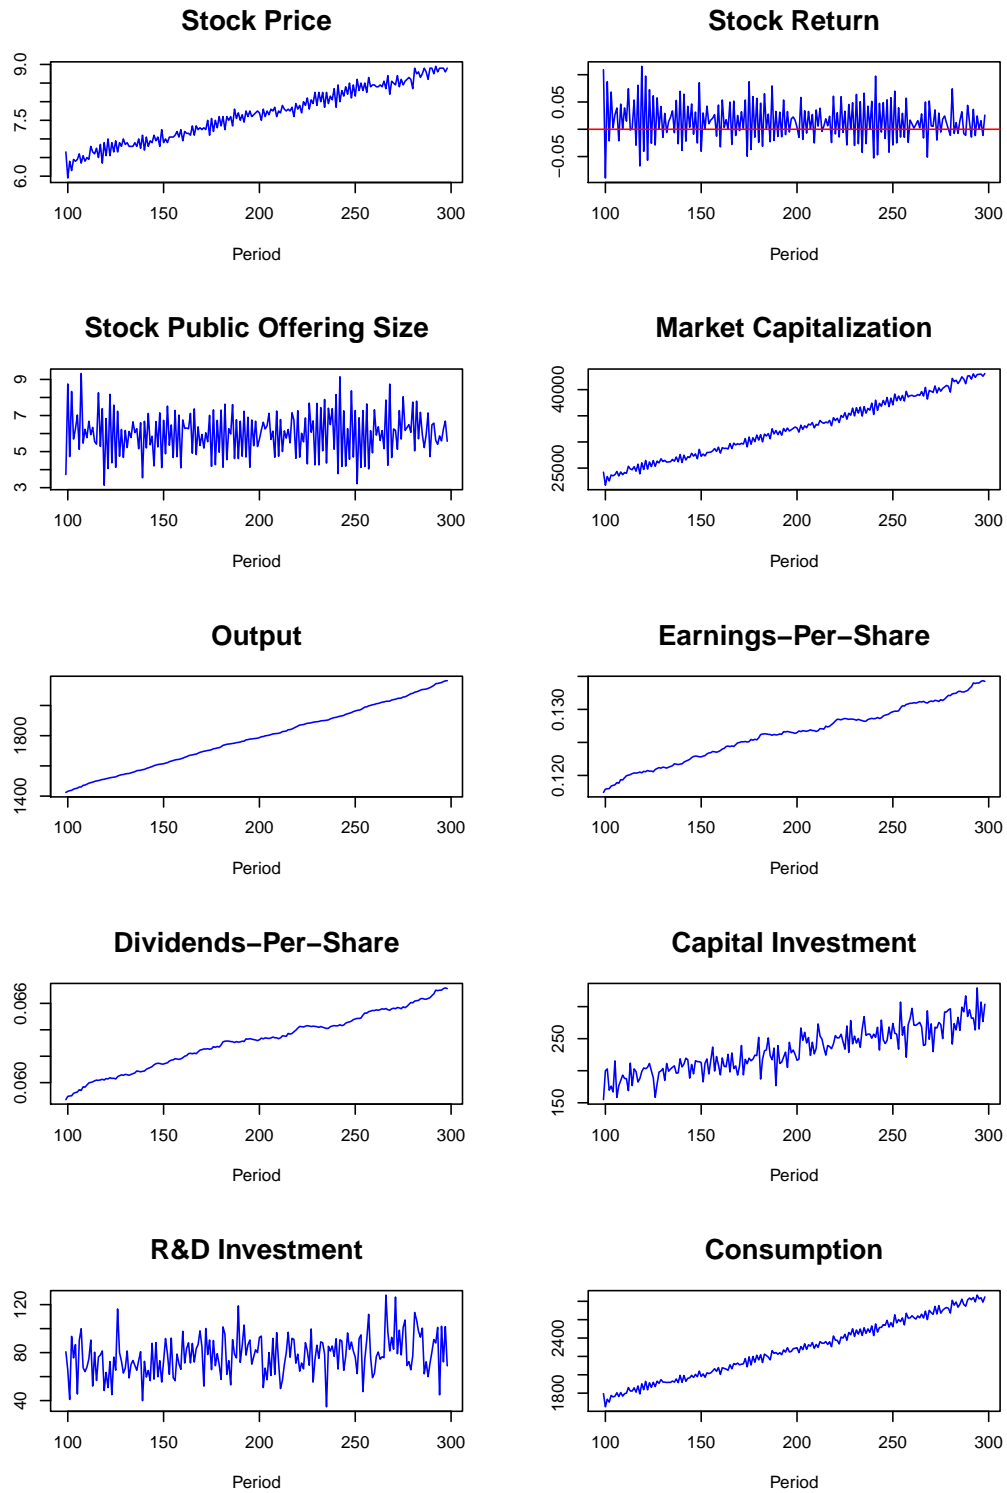 Stock Price
6.0 7.5 9.0
100 150 200 250 300
Period
Stock Return
−0.05 0.05
100 150 200 250 300
Period
Stock Public Offering Size
3 5 7 9
100 150 200 250 300
Period
Market Capitalization
25000 40000
100 150 200 250 300
Period
Output
1400 1800
100 150 200 250 300
Period
Earnings−Per−Share
0.120 0.130
100 150 200 250 300
Period
Dividends−Per−Share
0.060 0.066
100 150 200 250 300
Period
Capital Investment
150 250
100 150 200 250 300
Period
R&D Investment
40 80 120
100 150 200 250 300
Period
Consumption
1800 2400
100 150 200 250 300
Period